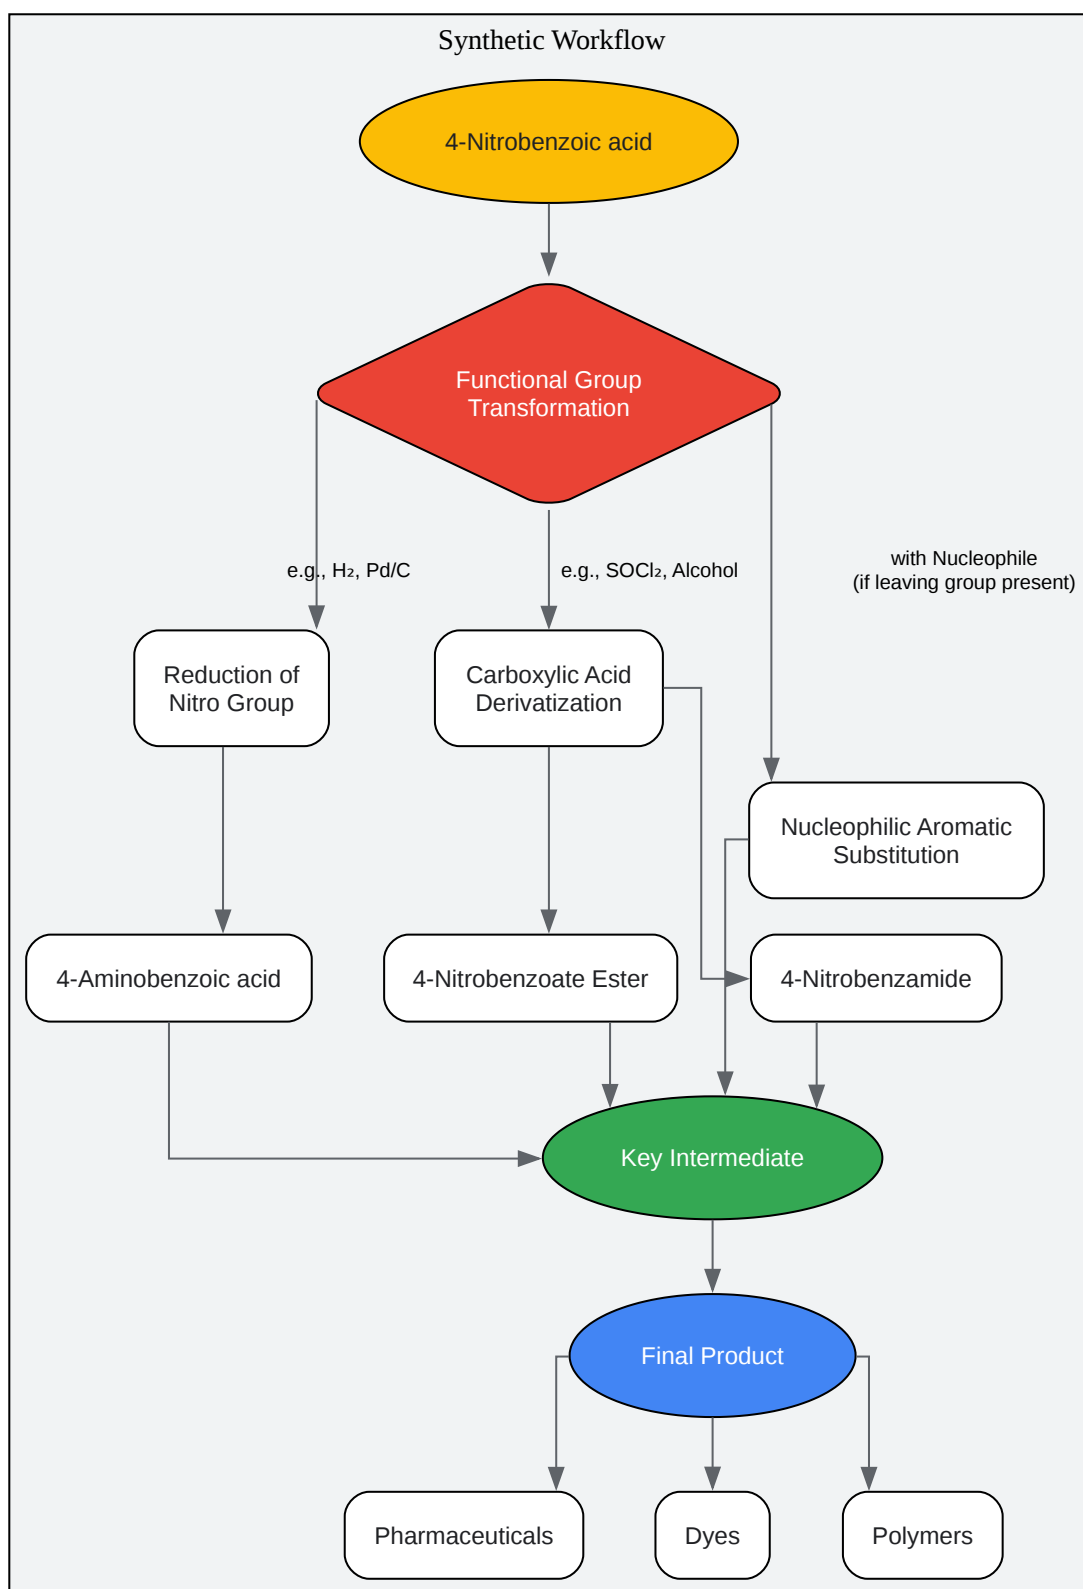 Synthetic Workflow
4-Nitrobenzoic acid
Functional Group
Transformation
e.g., H₂, Pd/C
e.g., SOCl₂, Alcohol
with Nucleophile
(if leaving group present)
Reduction of
Nitro Group
Carboxylic Acid
Derivatization
Nucleophilic Aromatic
Substitution
4-Aminobenzoic acid
4-Nitrobenzoate Ester
4-Nitrobenzamide
Key Intermediate
Final Product
Pharmaceuticals
Dyes
Polymers